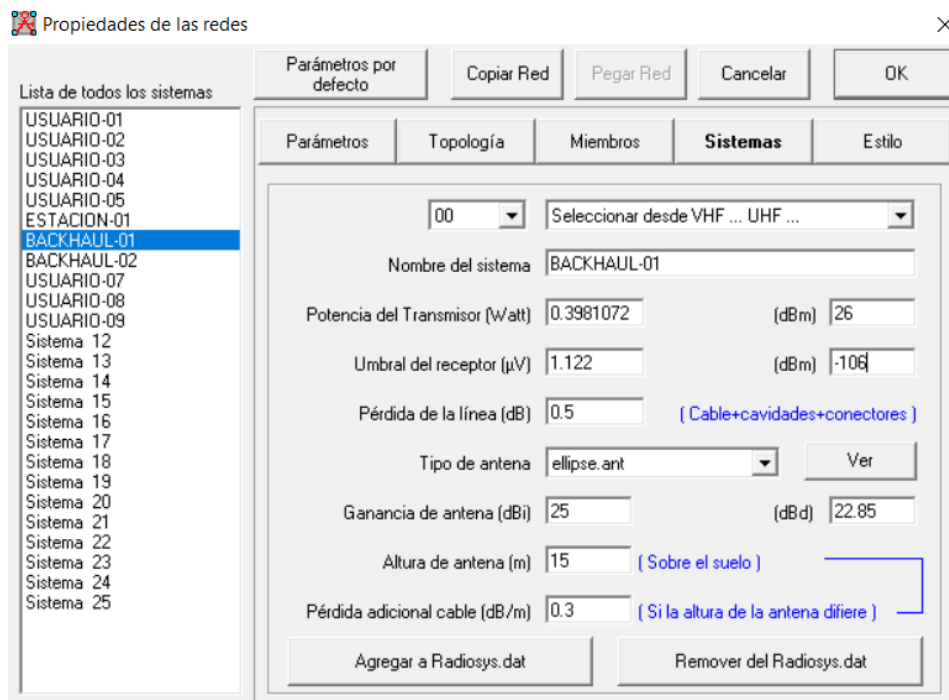 Propiedades de las redes
Parámetros por defecto
Copiar Red
Pegar Red
Cancelar
OK
Lista de todos los sistemas
USUARIO-01
USUARIO-02
USUARIO-03
USUARIO-04
USUARIO-05
ESTACION-01
BACKHAUL-01
BACKHAUL-02
USUARIO-07
USUARIO-08
USUARIO-09
Sistema 12
Sistema 13
Sistema 14
Sistema 15
Sistema 16
Sistema 17
Sistema 18
Sistema 19
Sistema 20
Sistema 21
Sistema 22
Sistema 23
Sistema 24
Sistema 25
Parámetros Topología Miembros Sistemas Estilo
00 Seleccionar desde VHF ... UHF ...
Nombre del sistema BACKHAUL-01
Potencia del Transmisor (Watt) 0.3981072 (dBm) 26
Umbral del receptor (µV) 1.122 (dBm) -106
Pérdida de la línea (dB) 0.5 ( Cable+cavidades+conectores )
Tipo de antena ellipse.ant Ver
Ganancia de antena (dBi) 25 (dBd) 22.85
Altura de antena (m) 15 ( Sobre el suelo )
Pérdida adicional cable (dB/m) 0.3 ( Si la altura de la antena difiere )
Agregar a Radiosys.dat Remover del Radiosys.dat